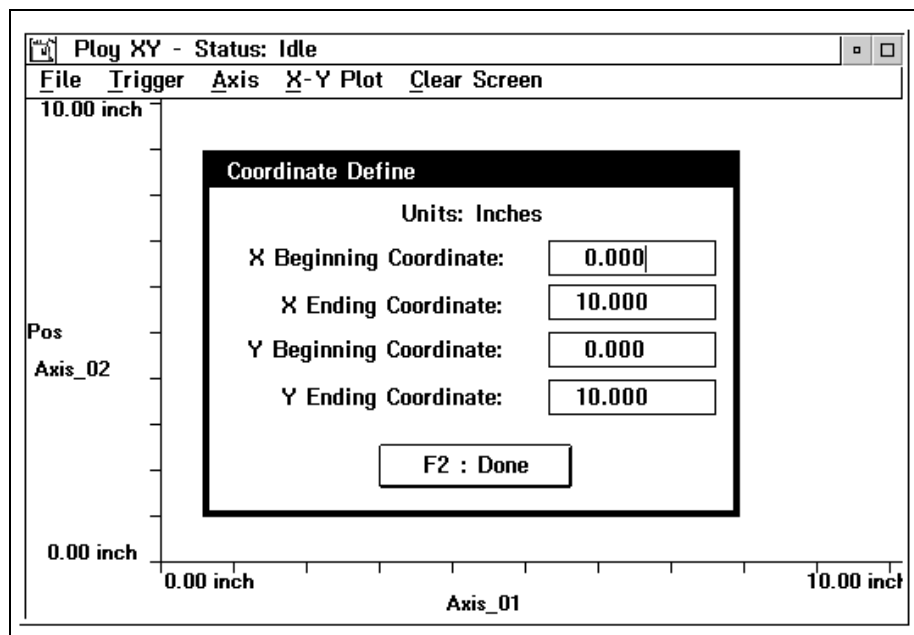 Ploy XY - Status: Idle
File Trigger Axis X-Y Plot Clear Screen
10.00 inch
Coordinate Define
Units: Inches
X Beginning Coordinate: 0.000
X Ending Coordinate: 10.000
Y Beginning Coordinate: 0.000
Y Ending Coordinate: 10.000
F2 : Done
Pos
Axis_02
0.00 inch
0.00 inch 10.00 inch
Axis_01